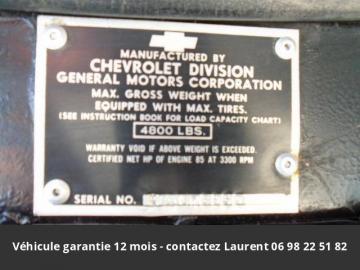 MANUFACTURED BY
CHEVROLET DIVISION
GENERAL MOTORS CORPORATION
MAX. GROSS WEIGHT WHEN
EQUIPPED WITH MAX. TIRES.
(SEE INSTRUCTION BOOK FOR LOAD CAPACITY CHART)
4800 LBS.
WARRANTY VOID IF ABOVE WEIGHT IS EXCEEDED.
CERTIFIED NET HP OF ENGINE 85 AT 3300 RPM
SERIAL NO.
Véhicule garantie 12 mois - contactez Laurent 06 98 22 51 82